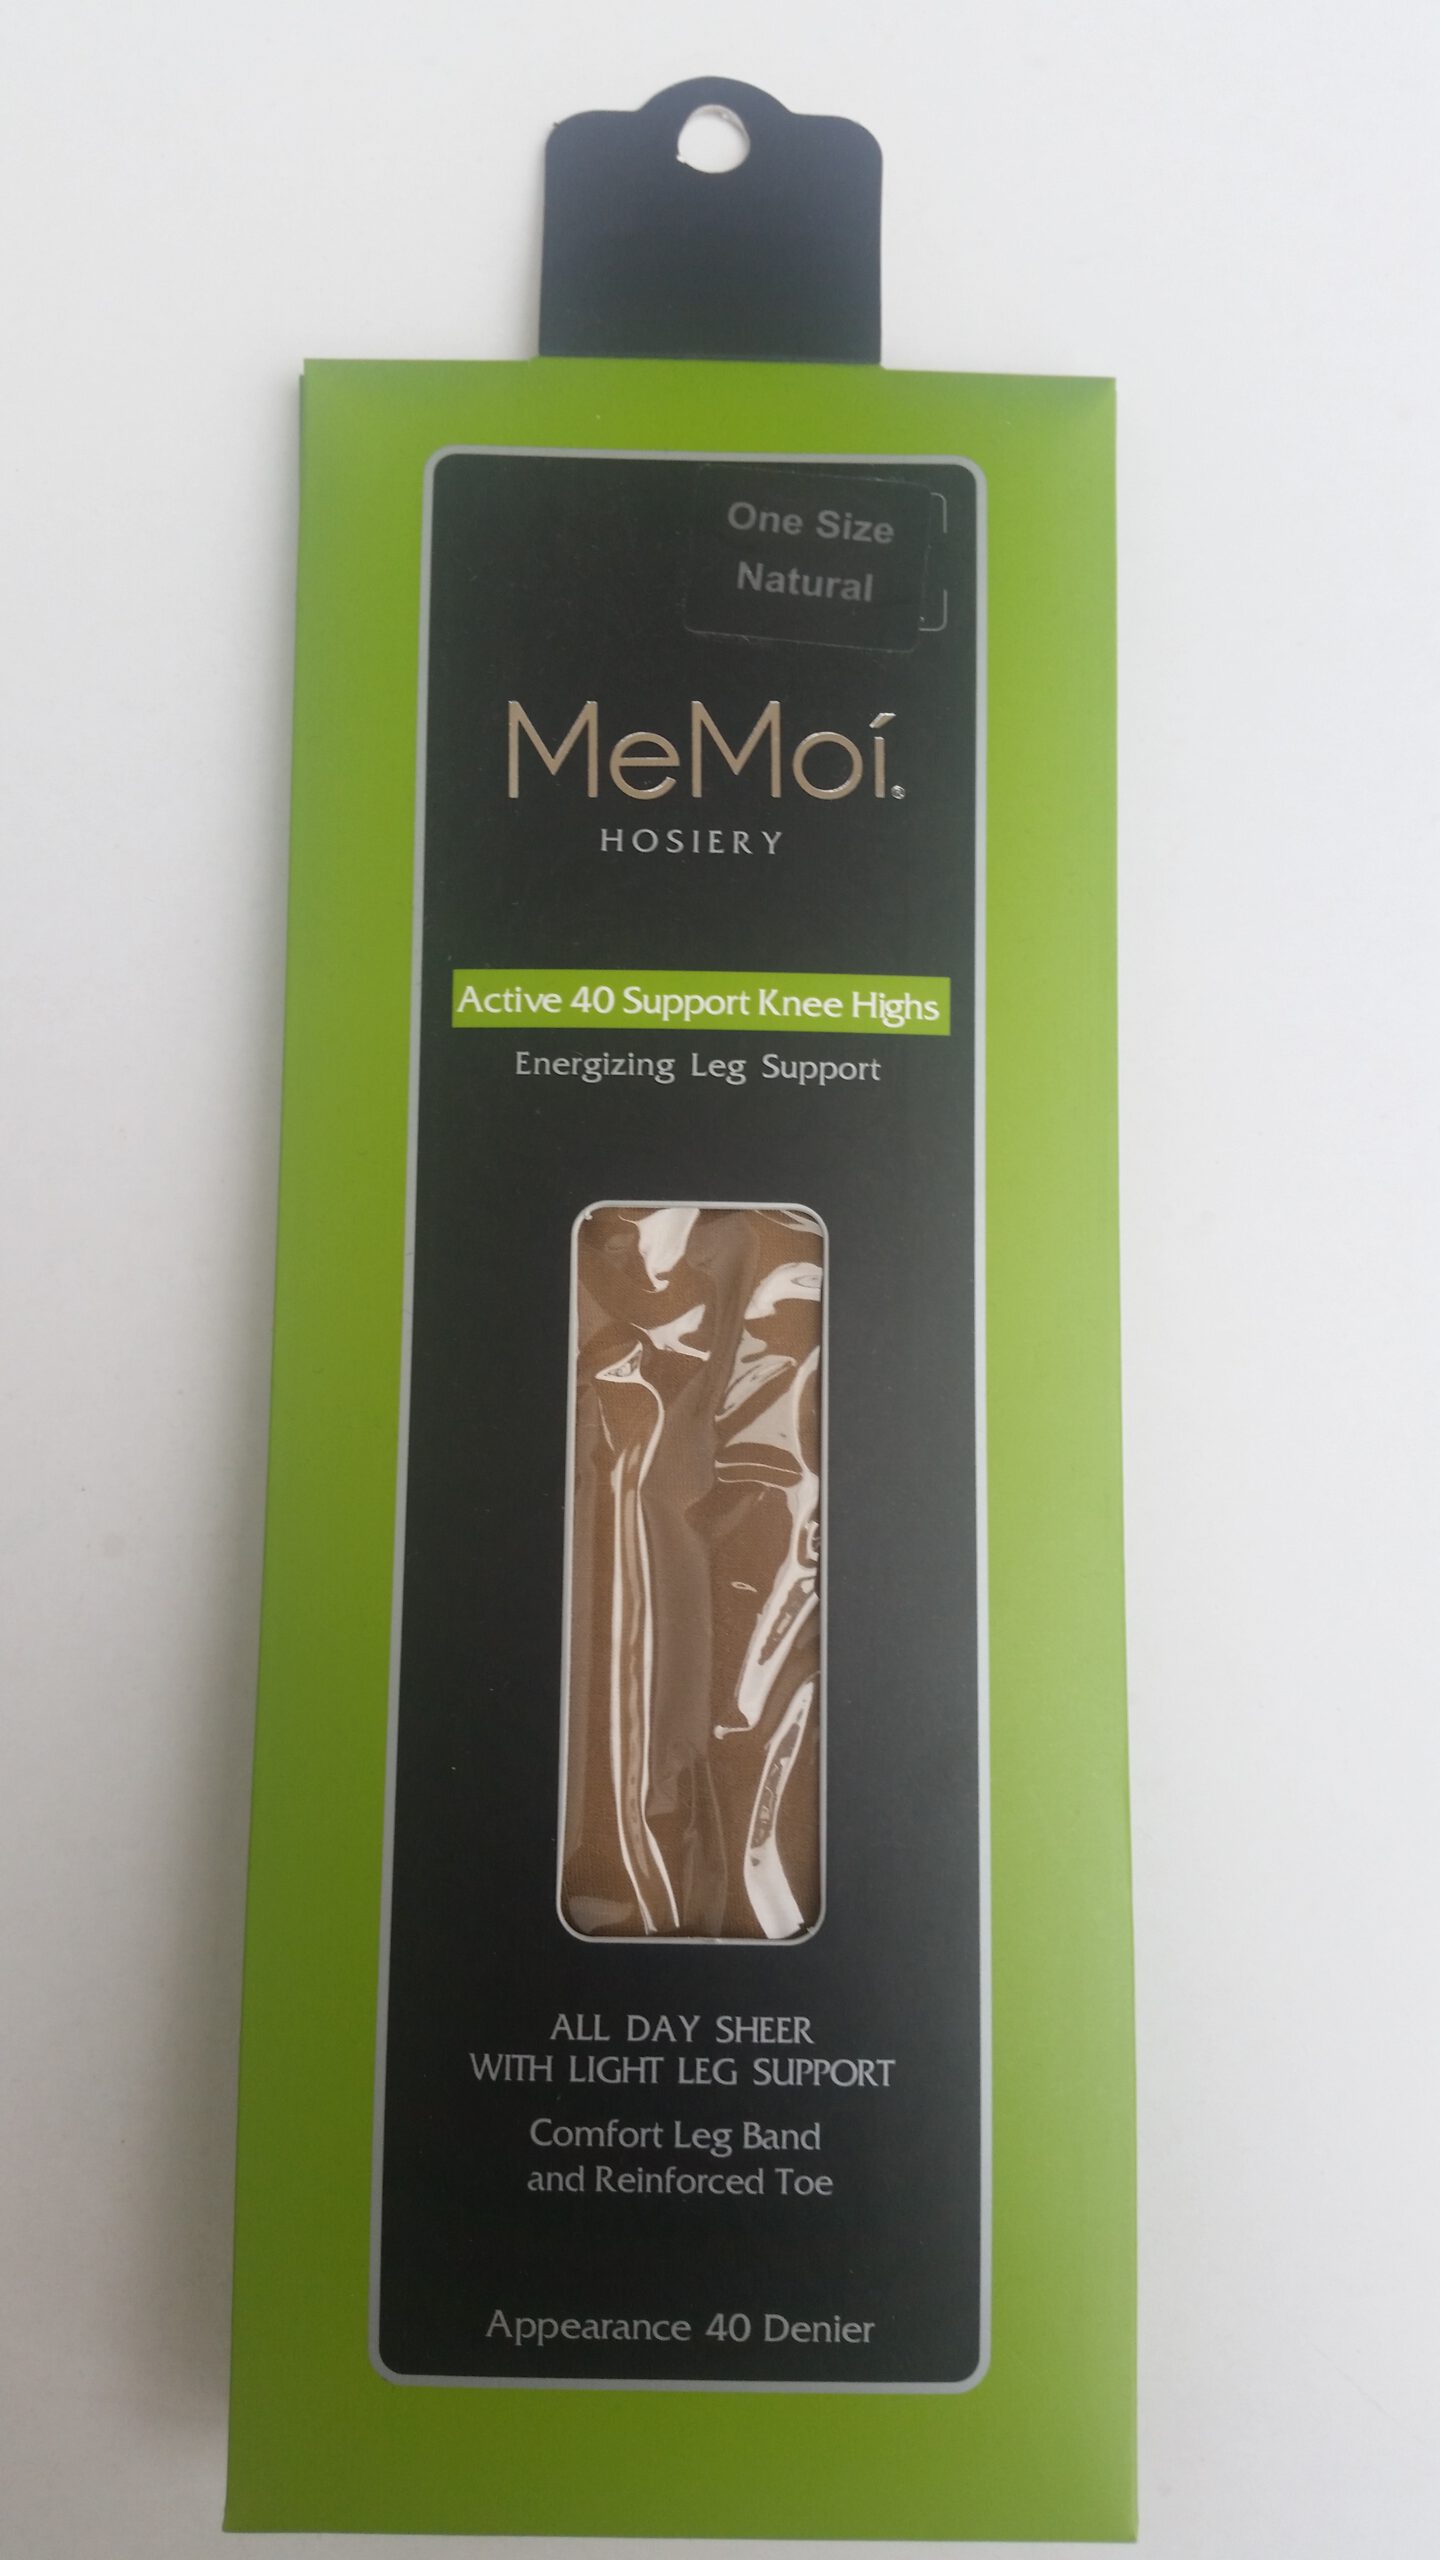 One Size
Natural
MeMoí®
HOSIERY
Active 40 Support Knee Highs
Energizing Leg Support
ALL DAY SHEER
WITH LIGHT LEG SUPPORT
Comfort Leg Band
and Reinforced Toe
Appearance 40 Denier